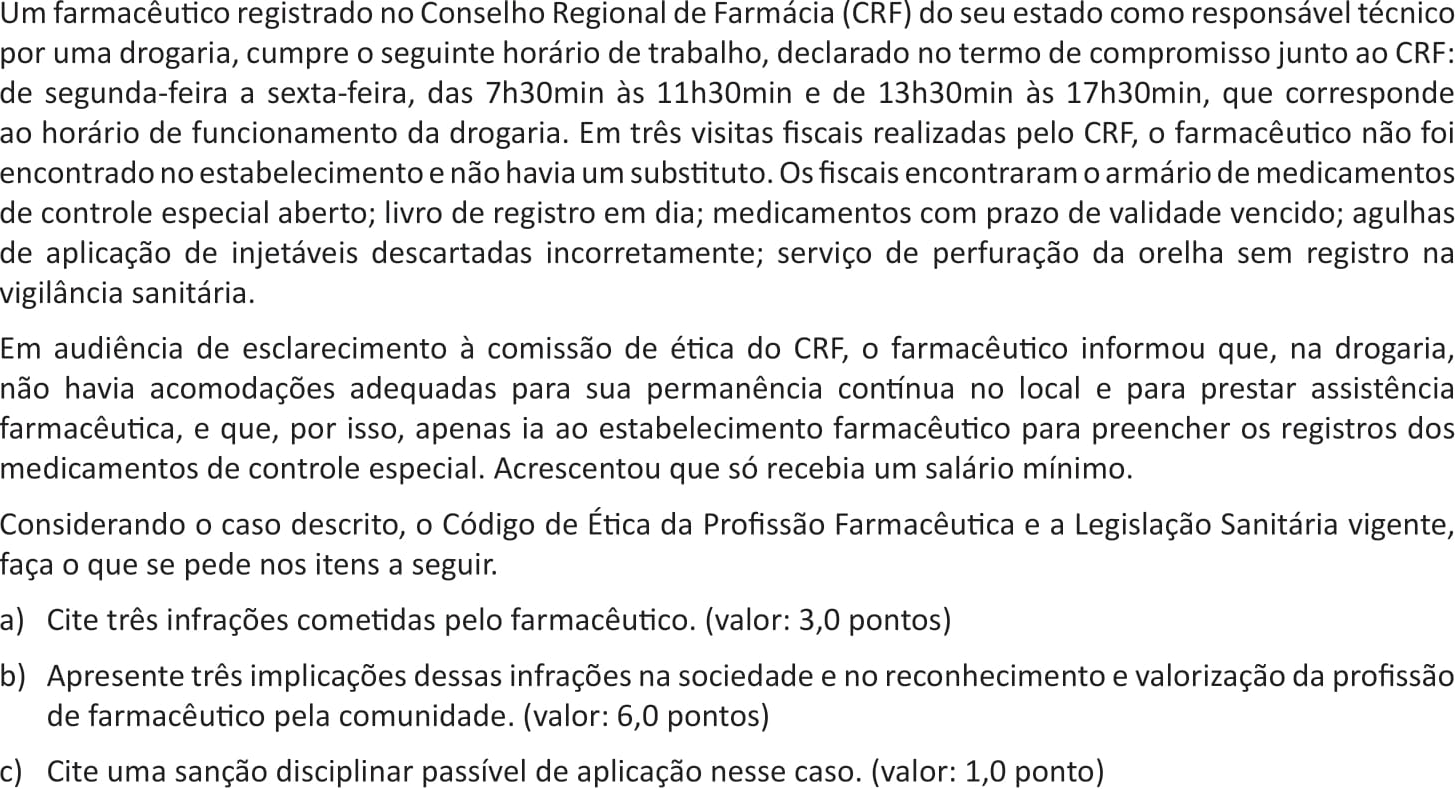 Um farmacêutico registrado no Conselho Regional de Farmácia (CRF) do seu estado como responsável técnico
por uma drogaria, cumpre o seguinte horário de trabalho, declarado no termo de compromisso junto ao CRF:
de segunda-feira a sexta-feira, das 7h30min às 11h30min e de 13h30min às 17h30min, que corresponde
ao horário de funcionamento da drogaria. Em três visitas fiscais realizadas pelo CRF, o farmacêutico não foi
encontrado no estabelecimento e não havia um substituto. Os fiscais encontraram o armário de medicamentos
de controle especial aberto; livro de registro em dia; medicamentos com prazo de validade vencido; agulhas
de aplicação de injetáveis descartadas incorretamente; serviço de perfuração da orelha sem registro na
vigilância sanitária.
Em audiência de esclarecimento à comissão de ética do CRF, o farmacêutico informou que, na drogaria,
não havia acomodações adequadas para sua permanência contínua no local e para prestar assistência
farmacêutica, e que, por isso, apenas ia ao estabelecimento farmacêutico para preencher os registros dos
medicamentos de controle especial. Acrescentou que só recebia um salário mínimo.
Considerando o caso descrito, o Código de Ética da Profissão Farmacêutica e a Legislação Sanitária vigente,
faça o que se pede nos itens a seguir.
a) Cite três infrações cometidas pelo farmacêutico. (valor: 3,0 pontos)
b) Apresente três implicações dessas infrações na sociedade e no reconhecimento e valorização da profissão
de farmacêutico pela comunidade. (valor: 6,0 pontos)
c) Cite uma sanção disciplinar passível de aplicação nesse caso. (valor: 1,0 ponto)